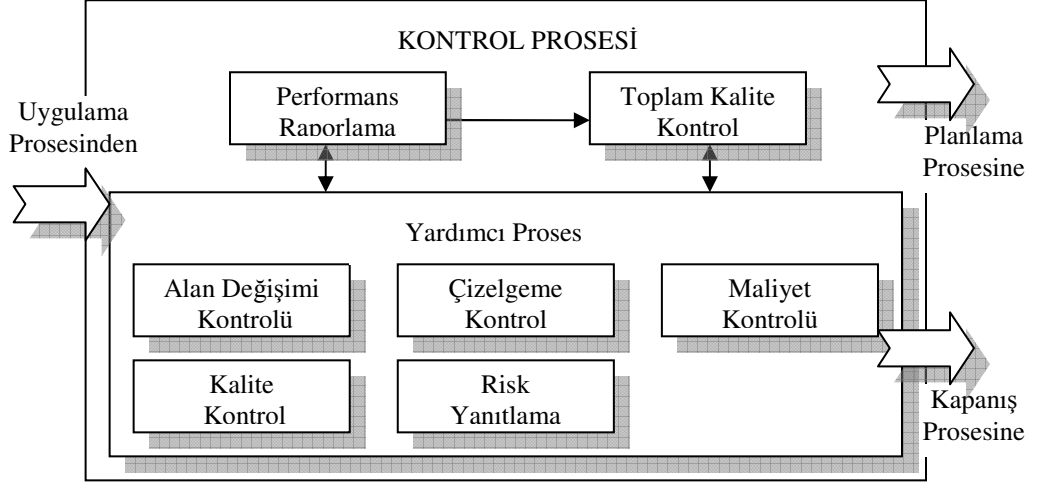 KONTROL PROSESİ
Uygulama
Prosesinden
Performans
Raporlama
Toplam Kalite
Kontrol
Planlama
Prosesine
Yardımcı Proses
Alan Değişimi
Kontrolü
Çizelgeme
Kontrol
Maliyet
Kontrolü
Kalite
Kontrol
Risk
Yanıtlama
Kapanış
Prosesine